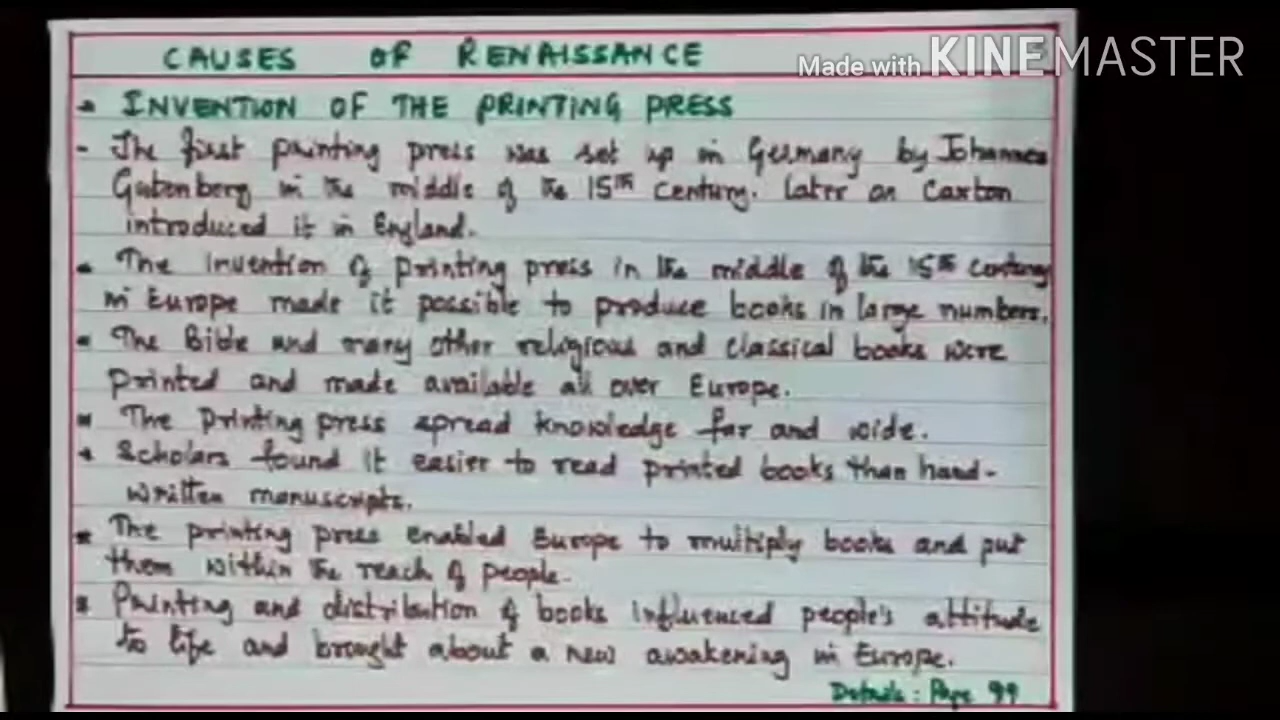 CAUSES OF RENAISSANCE
Made with KINEMASTER
INVENTION OF THE PRINTING PRESS
- The first printing press was set up in Germany by Johannes
Gutenberg in the middle of the 15th century. Later on Caxton
introduced it in England.
The invention of printing press in the middle of the 15th century
in Europe made it possible to produce books in large numbers.
The Bible and many other religious and classical books were
printed and made available all over Europe.
The printing press spread knowledge far and wide.
Scholars found it easier to read printed books than hand-
written manuscripts.
The printing press enabled Europe to multiply books and put
them within the reach of people.
Printing and distribution of books influenced people's attitude
to life and brought about a new awakening in Europe.
Details: Page 99